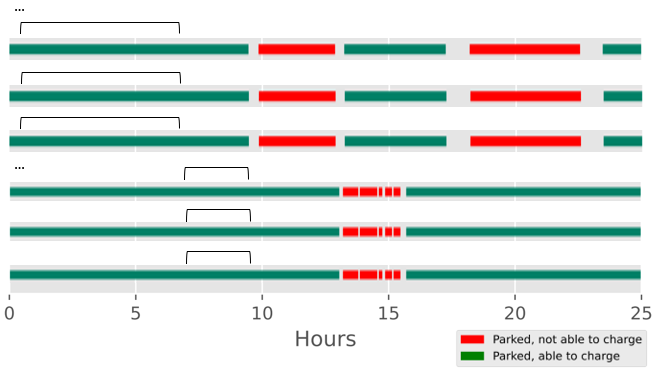 ...
...
0 5 10 15 20 25
Hours
Parked, not able to charge
Parked, able to charge